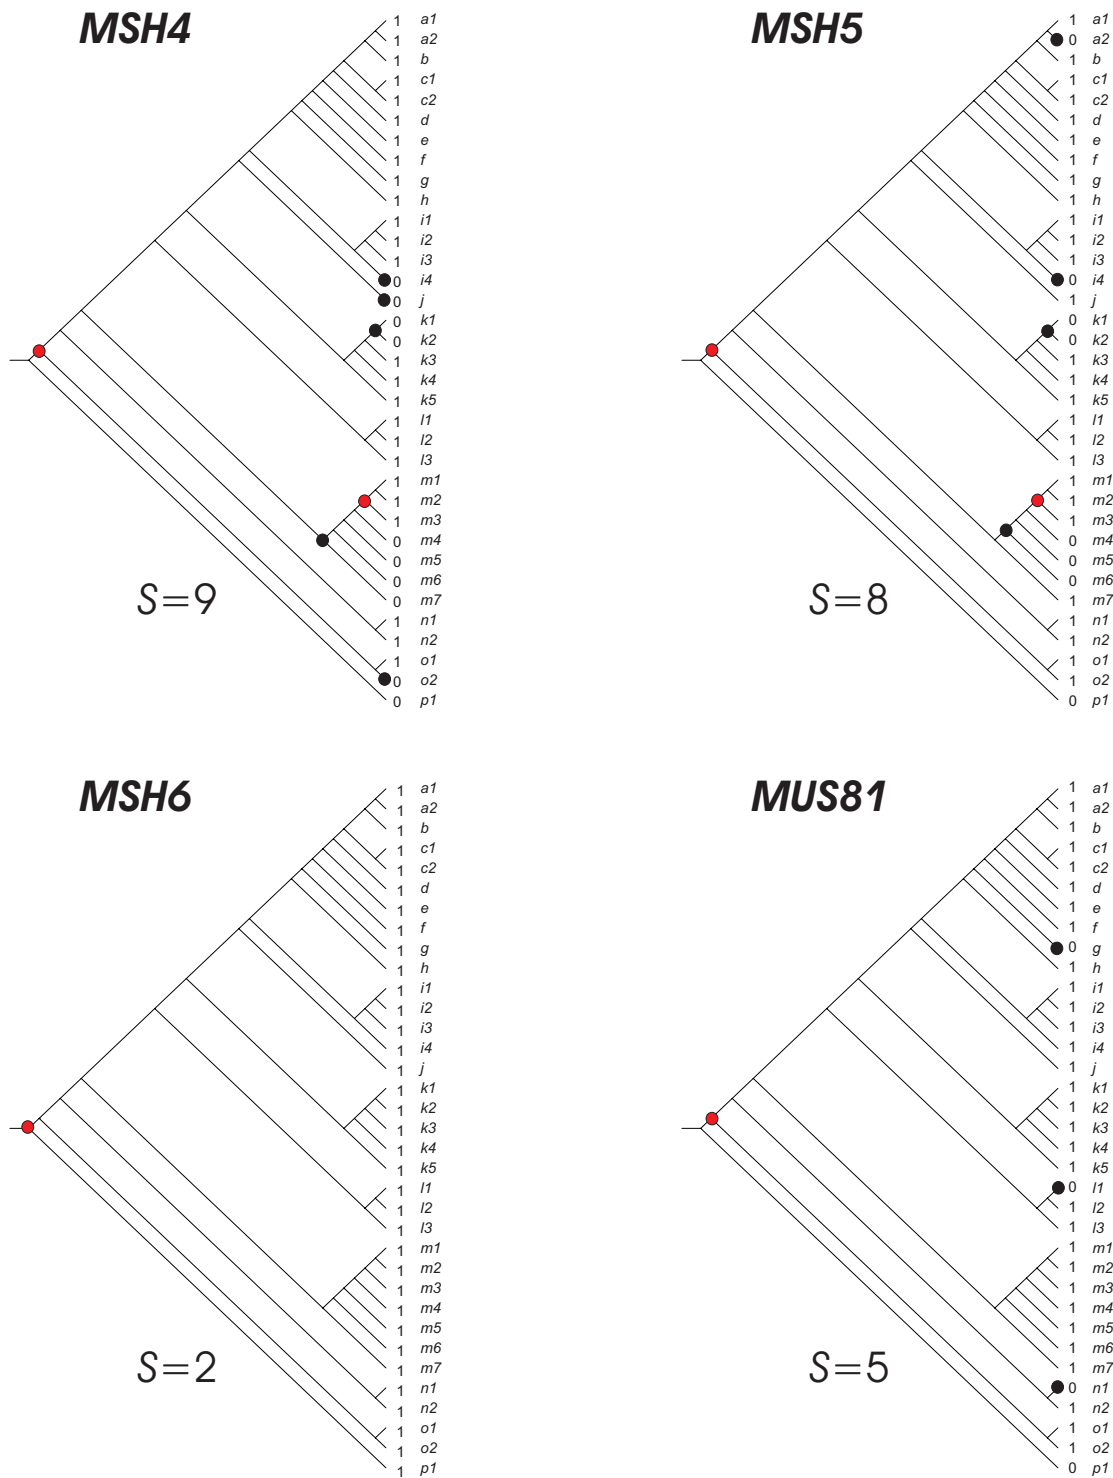 MSH4
1 a1
1 a2
1 b
1 c1
1 c2
1 d
1 e
1 f
1 g
1 h
1 i1
1 i2
1 i3
0 i4
0 j
0 k1
0 k2
1 k3
1 k4
1 k5
1 l1
1 l2
1 l3
1 m1
1 m2
1 m3
0 m4
0 m5
0 m6
0 m7
1 n1
1 n2
1 o1
0 o2
0 p1
S=9
MSH5
1 a1
0 a2
1 b
1 c1
1 c2
1 d
1 e
1 f
1 g
1 h
1 i1
1 i2
1 i3
0 i4
1 j
0 k1
0 k2
1 k3
1 k4
1 k5
1 l1
1 l2
1 l3
1 m1
1 m2
1 m3
0 m4
0 m5
0 m6
1 m7
1 n1
1 n2
1 o1
1 o2
0 p1
S=8
MSH6
1 a1
1 a2
1 b
1 c1
1 c2
1 d
1 e
1 f
1 g
1 h
1 i1
1 i2
1 i3
1 i4
1 j
1 k1
1 k2
1 k3
1 k4
1 k5
1 l1
1 l2
1 l3
1 m1
1 m2
1 m3
1 m4
1 m5
1 m6
1 m7
1 n1
1 n2
1 o1
1 o2
1 p1
S=2
MUS81
1 a1
1 a2
1 b
1 c1
1 c2
1 d
1 e
1 f
0 g
1 h
1 i1
1 i2
1 i3
1 i4
1 j
1 k1
1 k2
1 k3
1 k4
1 k5
0 l1
1 l2
1 l3
1 m1
1 m2
1 m3
1 m4
1 m5
1 m6
1 m7
0 n1
1 n2
1 o1
1 o2
0 p1
S=5